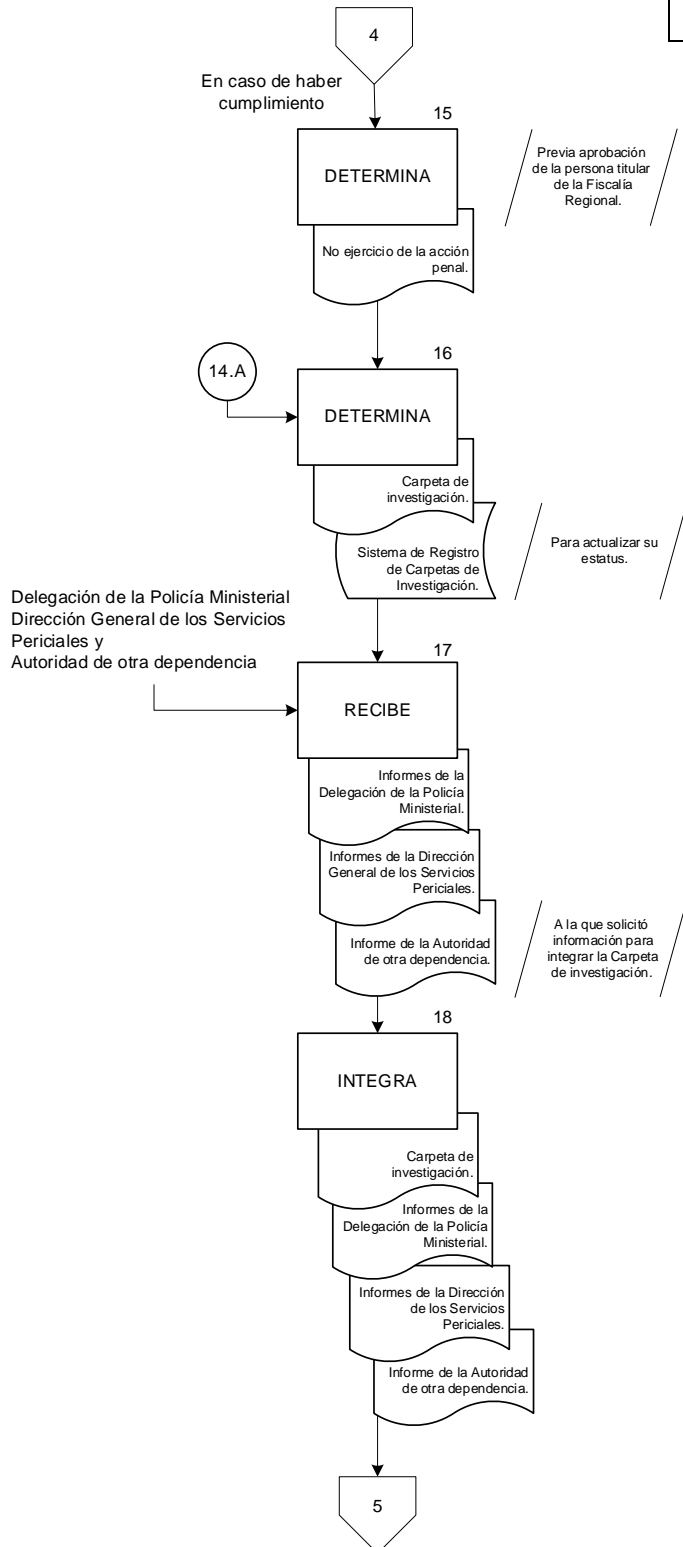 4
En caso de haber
cumplimiento
15
DETERMINA
Previa aprobación
de la persona titular
de la Fiscalía
Regional.
No ejercicio de la acción
penal.
16
14.A
DETERMINA
Carpeta de
investigación.
Sistema de Registro
de Carpetas de
Investigación.
Para actualizar su
estatus.
Delegación de la Policía Ministerial
Dirección General de los Servicios
Periciales y
Autoridad de otra dependencia
17
RECIBE
Informes de la
Delegación de la Policía
Ministerial.
Informes de la Dirección
General de los Servicios
Periciales.
Informe de la Autoridad
de otra dependencia.
A la que solicitó
información para
integrar la Carpeta
de investigación.
18
INTEGRA
Carpeta de
investigación.
Informes de la
Delegación de la Policía
Ministerial.
Informes de la Dirección
de los Servicios
Periciales.
Informe de la Autoridad
de otra dependencia.
5